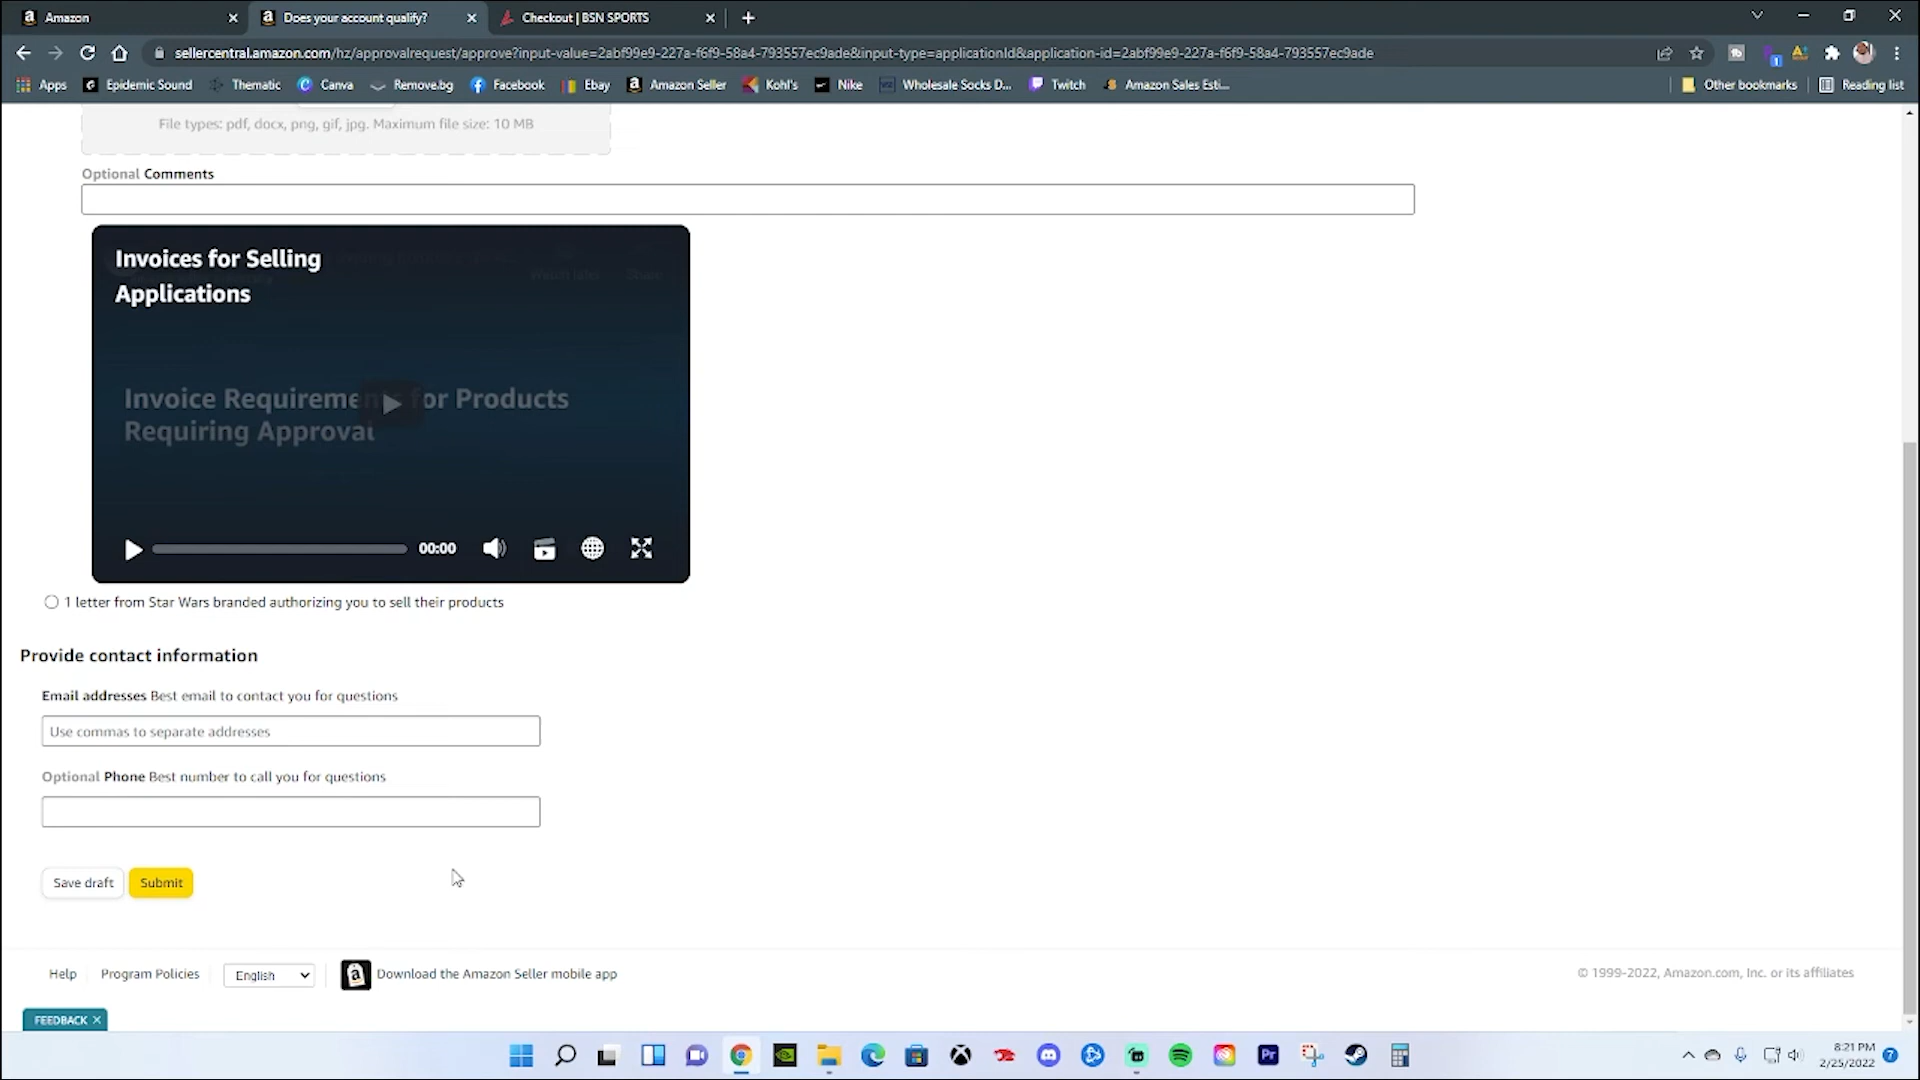 Amazon
Does your account qualify?
Checkout | BSN SPORTS
sellercentral.amazon.com/hz/approvalrequest/approve?input-value=2abf99e9-227a-f6f9-58a4-793557ec9ade&input-type=applicationId&application-id=2abf99e9-227a-f6f9-58a4-793557ec9ade
Apps
Epidemic Sound
Thematic
Canva
Remove.bg
Facebook
Ebay
Amazon Seller
Kohl's
Nike
Wholesale Socks D...
Twitch
Amazon Sales Esti...
Other bookmarks
Reading list
File types: pdf, docx, png, gif, jpg. Maximum file size: 10 MB
Optional Comments
Invoices for Selling
Applications
Watch later
Share
Invoice Requirements for Products
Requiring Approval
00:00
1 letter from Star Wars branded authorizing you to sell their products
Provide contact information
Email addresses Best email to contact you for questions
Use commas to separate addresses
Optional Phone Best number to call you for questions
Save draft
Submit
Help
Program Policies
English
Download the Amazon Seller mobile app
© 1999-2022, Amazon.com, Inc. or its affiliates
FEEDBACK ×
Pr
8:21 PM
2/25/2022
7